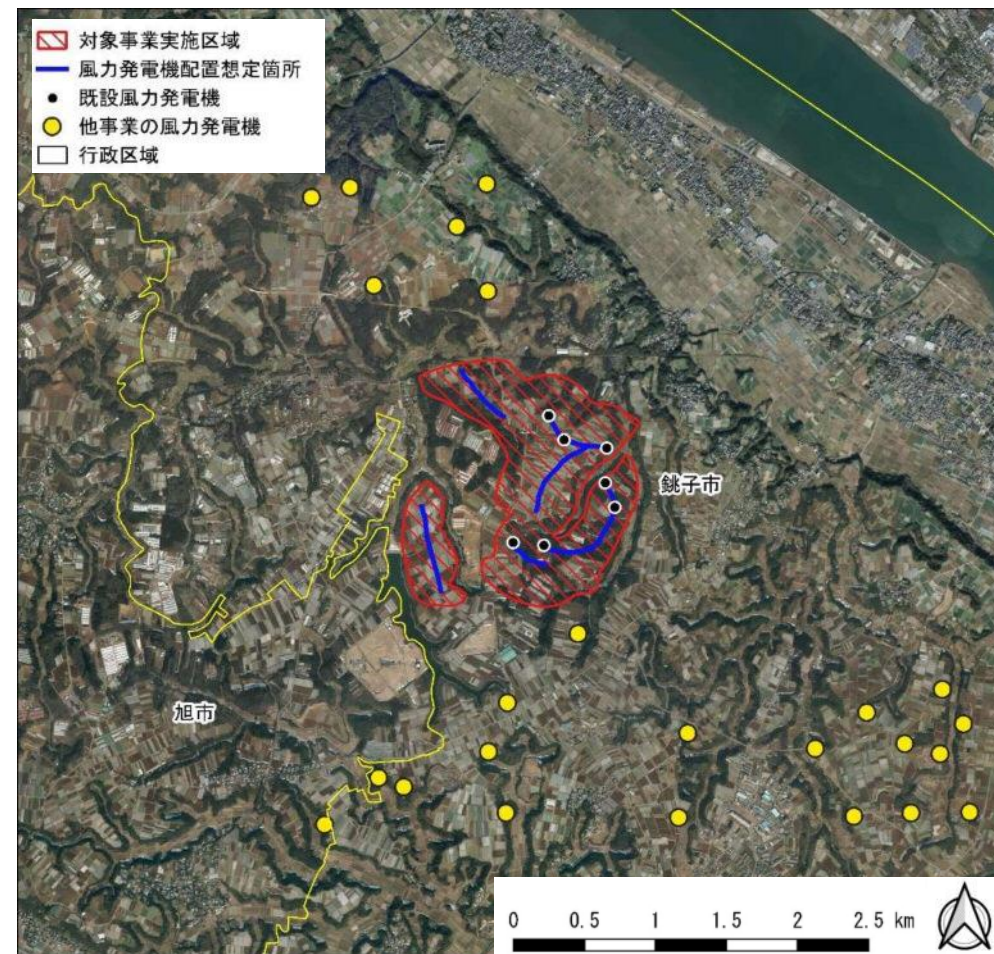 対象事業実施区域
風力発電機配置想定箇所
既設風力発電機
他事業の風力発電機
行政区域
銚子市
旭市
0 0.5 1 1.5 2 2.5 km